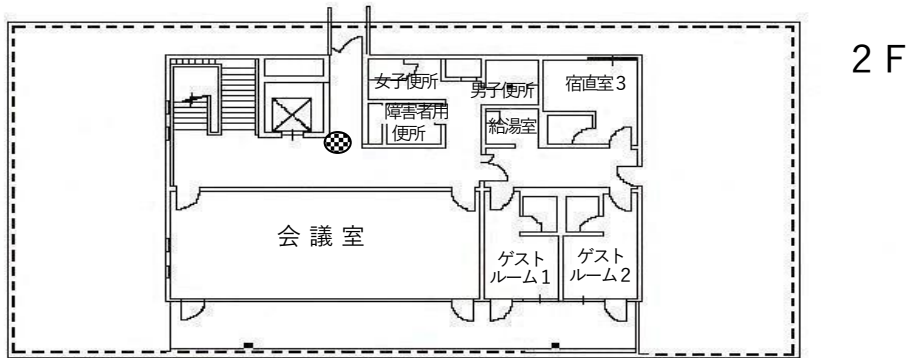 2F
女子便所
男子便所
宿直室3
障害者用
便所
給湯室
会議室
ゲスト
ルーム1
ゲスト
ルーム2